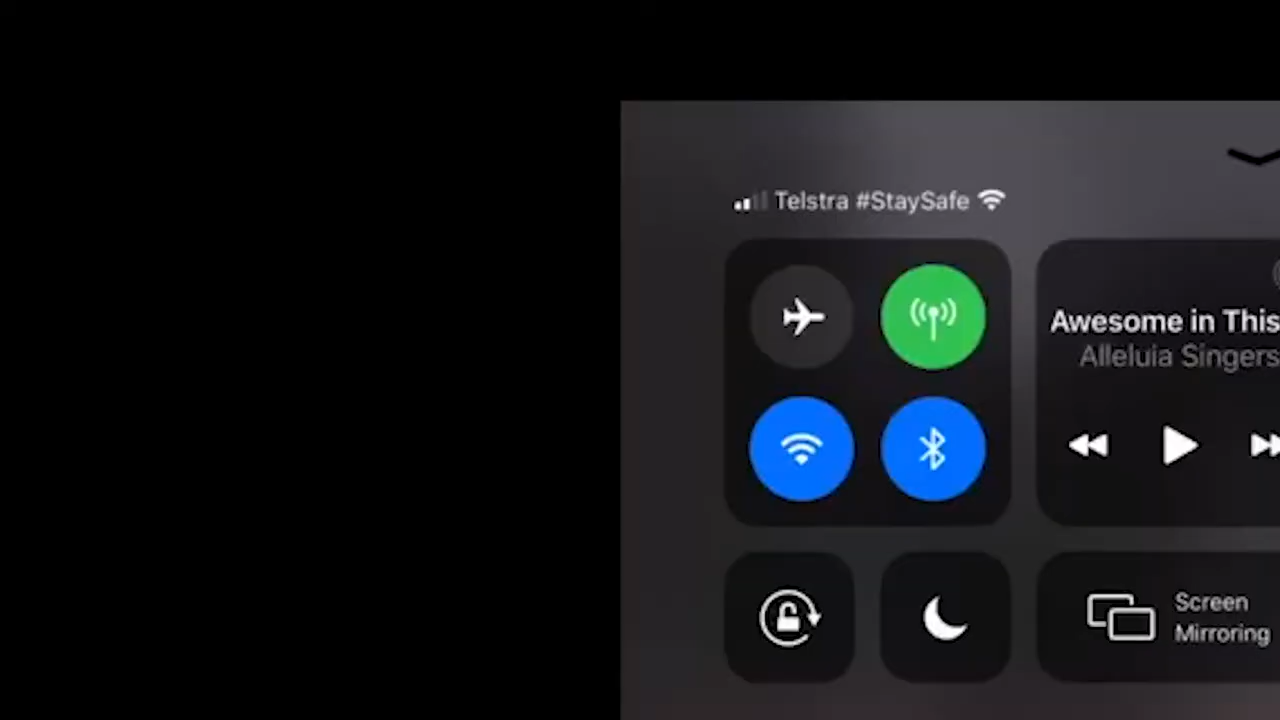 Telstra #StaySafe
Awesome in This
Alleluia Singers
Screen
Mirroring